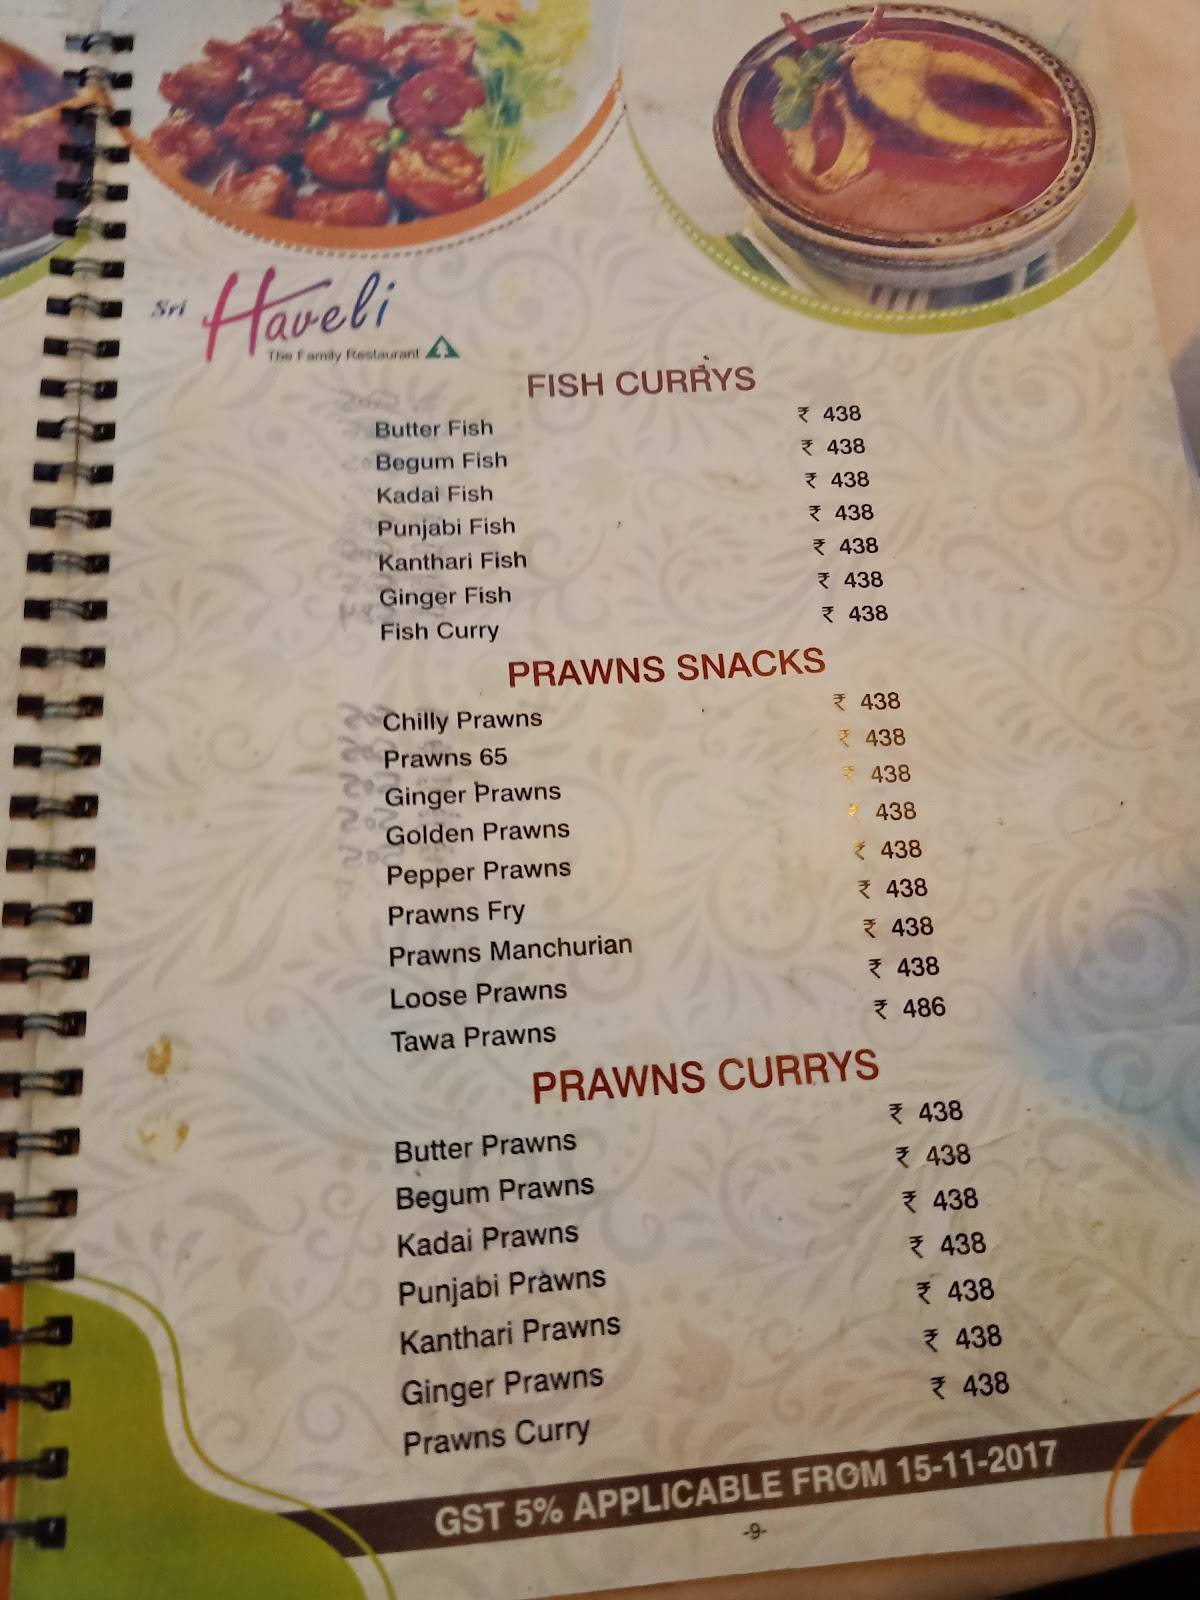 Sri Haveli
The Family Restaurant
FISH CURRYS
Butter Fish ₹ 438
Begum Fish ₹ 438
Kadai Fish ₹ 438
Punjabi Fish ₹ 438
Kanthari Fish ₹ 438
Ginger Fish ₹ 438
Fish Curry ₹ 438
PRAWNS SNACKS
Chilly Prawns ₹ 438
Prawns 65 ₹ 438
Ginger Prawns ₹ 438
Golden Prawns ₹ 438
Pepper Prawns ₹ 438
Prawns Fry ₹ 438
Prawns Manchurian ₹ 438
Loose Prawns ₹ 438
Tawa Prawns ₹ 486
PRAWNS CURRYS
Butter Prawns ₹ 438
Begum Prawns ₹ 438
Kadai Prawns ₹ 438
Punjabi Prawns ₹ 438
Kanthari Prawns ₹ 438
Ginger Prawns ₹ 438
Prawns Curry ₹ 438
GST 5% APPLICABLE FROM 15-11-2017
-9-